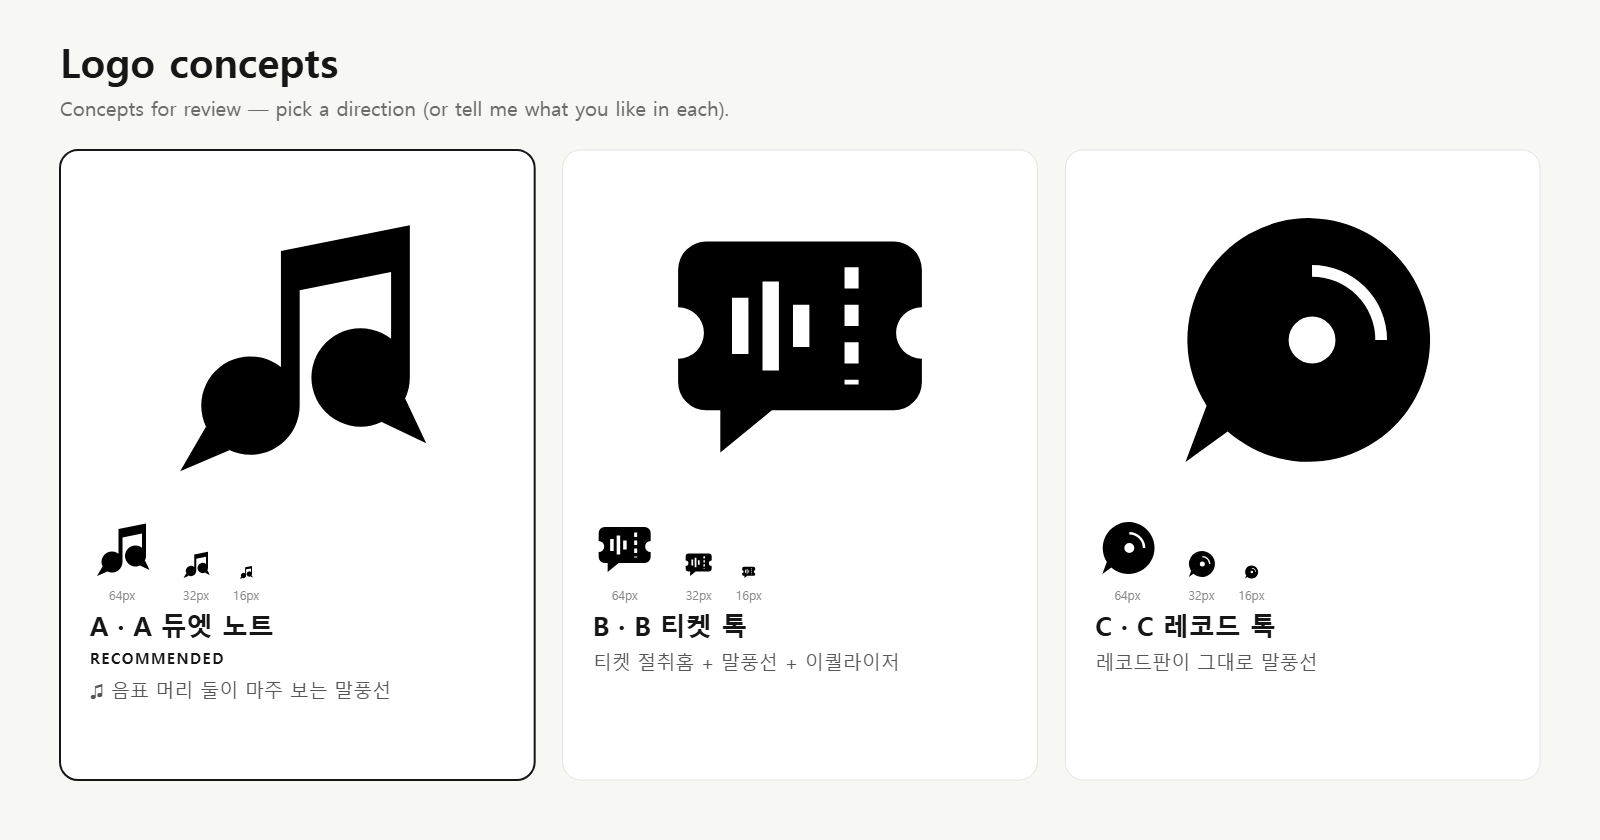 Logo concepts
Concepts for review — pick a direction (or tell me what you like in each).
64px 32px 16px
A · A 듀엣 노트
RECOMMENDED
♫ 음표 머리 둘이 마주 보는 말풍선
64px 32px 16px
B · B 티켓 톡
티켓 절취홈 + 말풍선 + 이퀄라이저
64px 32px 16px
C · C 레코드 톡
레코드판이 그대로 말풍선